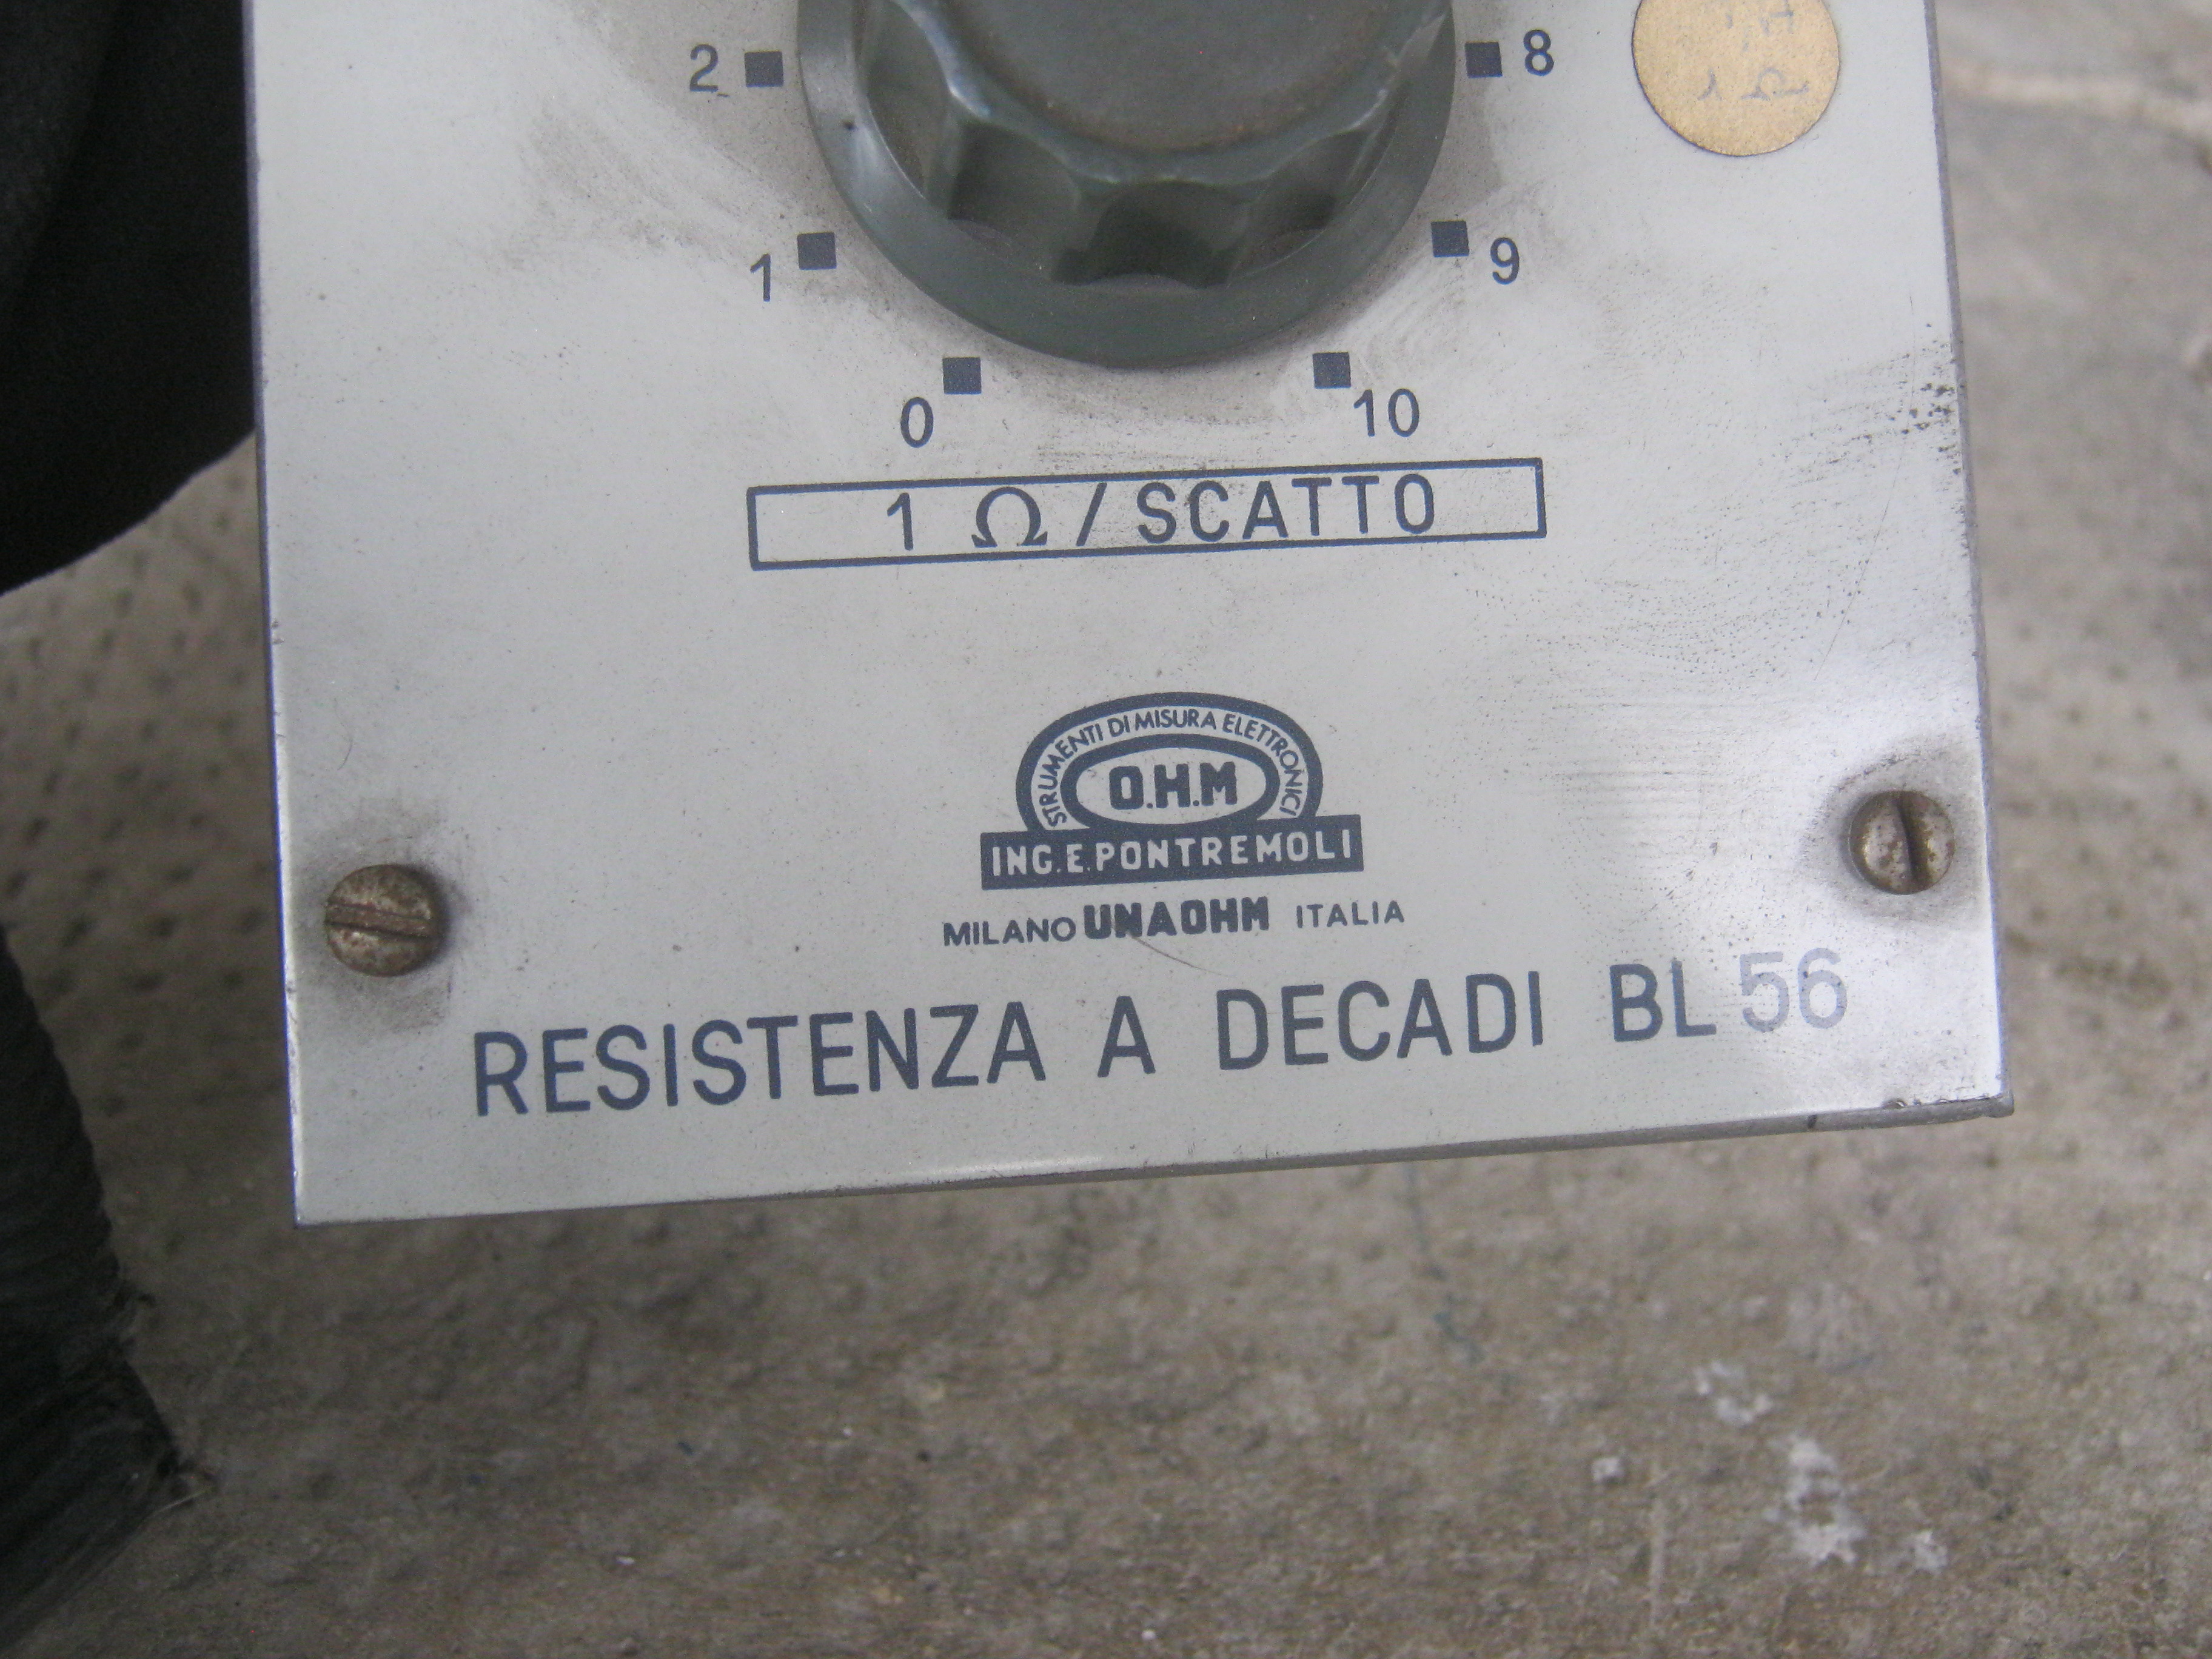 2 8
1 9
0 10
1 Ω / SCATTO
STRUMENTI DI MISURA ELETTRONICI
O.H.M
ING.E.PONTREMOLI
MILANO UNAOHM ITALIA
RESISTENZA A DECADI BL 56